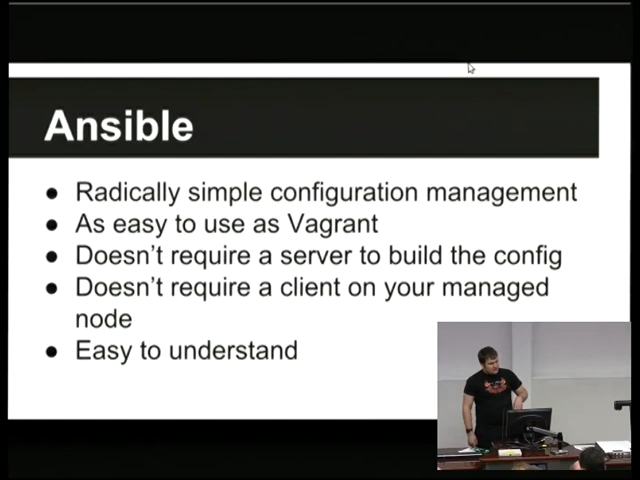 Ansible
● Radically simple configuration management
● As easy to use as Vagrant
● Doesn't require a server to build the config
● Doesn't require a client on your managed
node
● Easy to understand